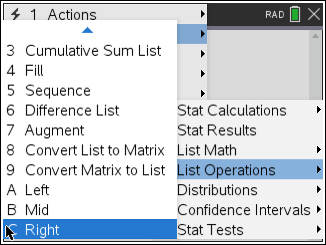 1 Actions
RAD
3 Cumulative Sum List
4 Fill
5 Sequence
6 Difference List
7 Augment
8 Convert List to Matrix
9 Convert Matrix to List
A Left
B Mid
C Right
Stat Calculations
Stat Results
List Math
List Operations
Distributions
Confidence Intervals
Stat Tests